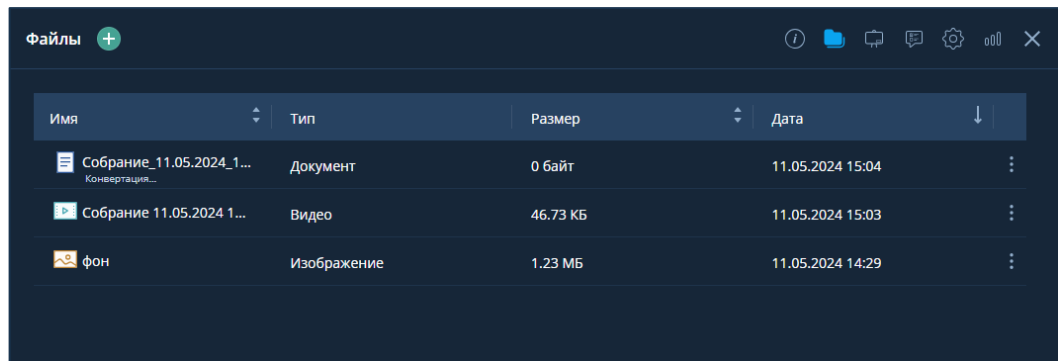 Файлы
Имя Тип Размер Дата
Собрание_11.05.2024_1... Документ 0 байт 11.05.2024 15:04
Конвертация...
Собрание 11.05.2024 1... Видео 46.73 КБ 11.05.2024 15:03
фон Изображение 1.23 МБ 11.05.2024 14:29